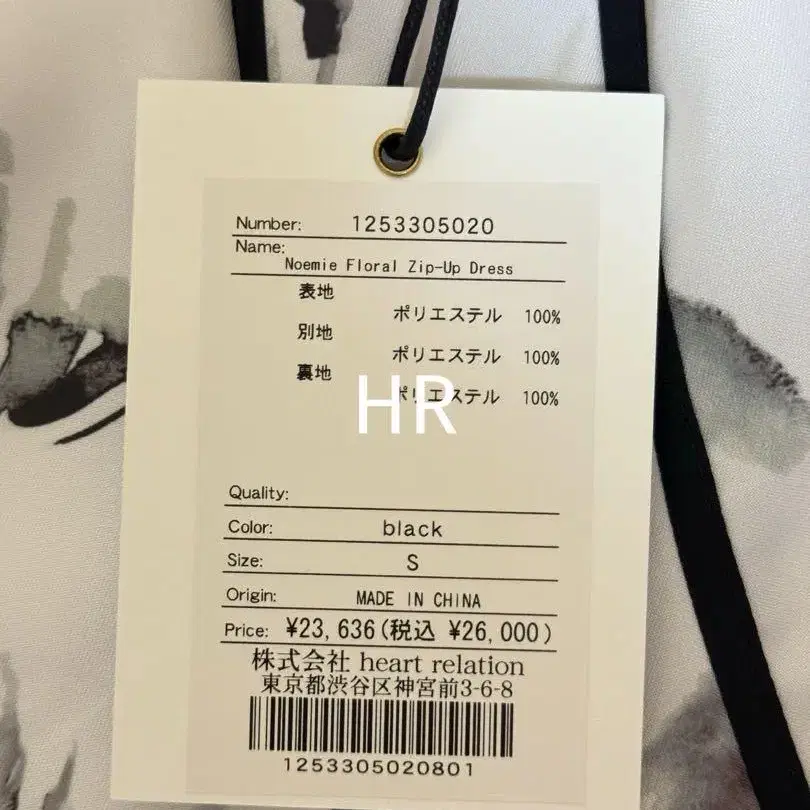 Number: 1253305020
Name:
Noemie Floral Zip-Up Dress
表地
ポリエステル 100%
別地
ポリエステル 100%
裏地
ポリエステル 100%
HR
Quality:
Color: black
Size: S
Origin: MADE IN CHINA
Price: ¥23,636(税込 ¥26,000)
株式会社 heart relation
東京都渋谷区神宮前3-6-8
1253305020801